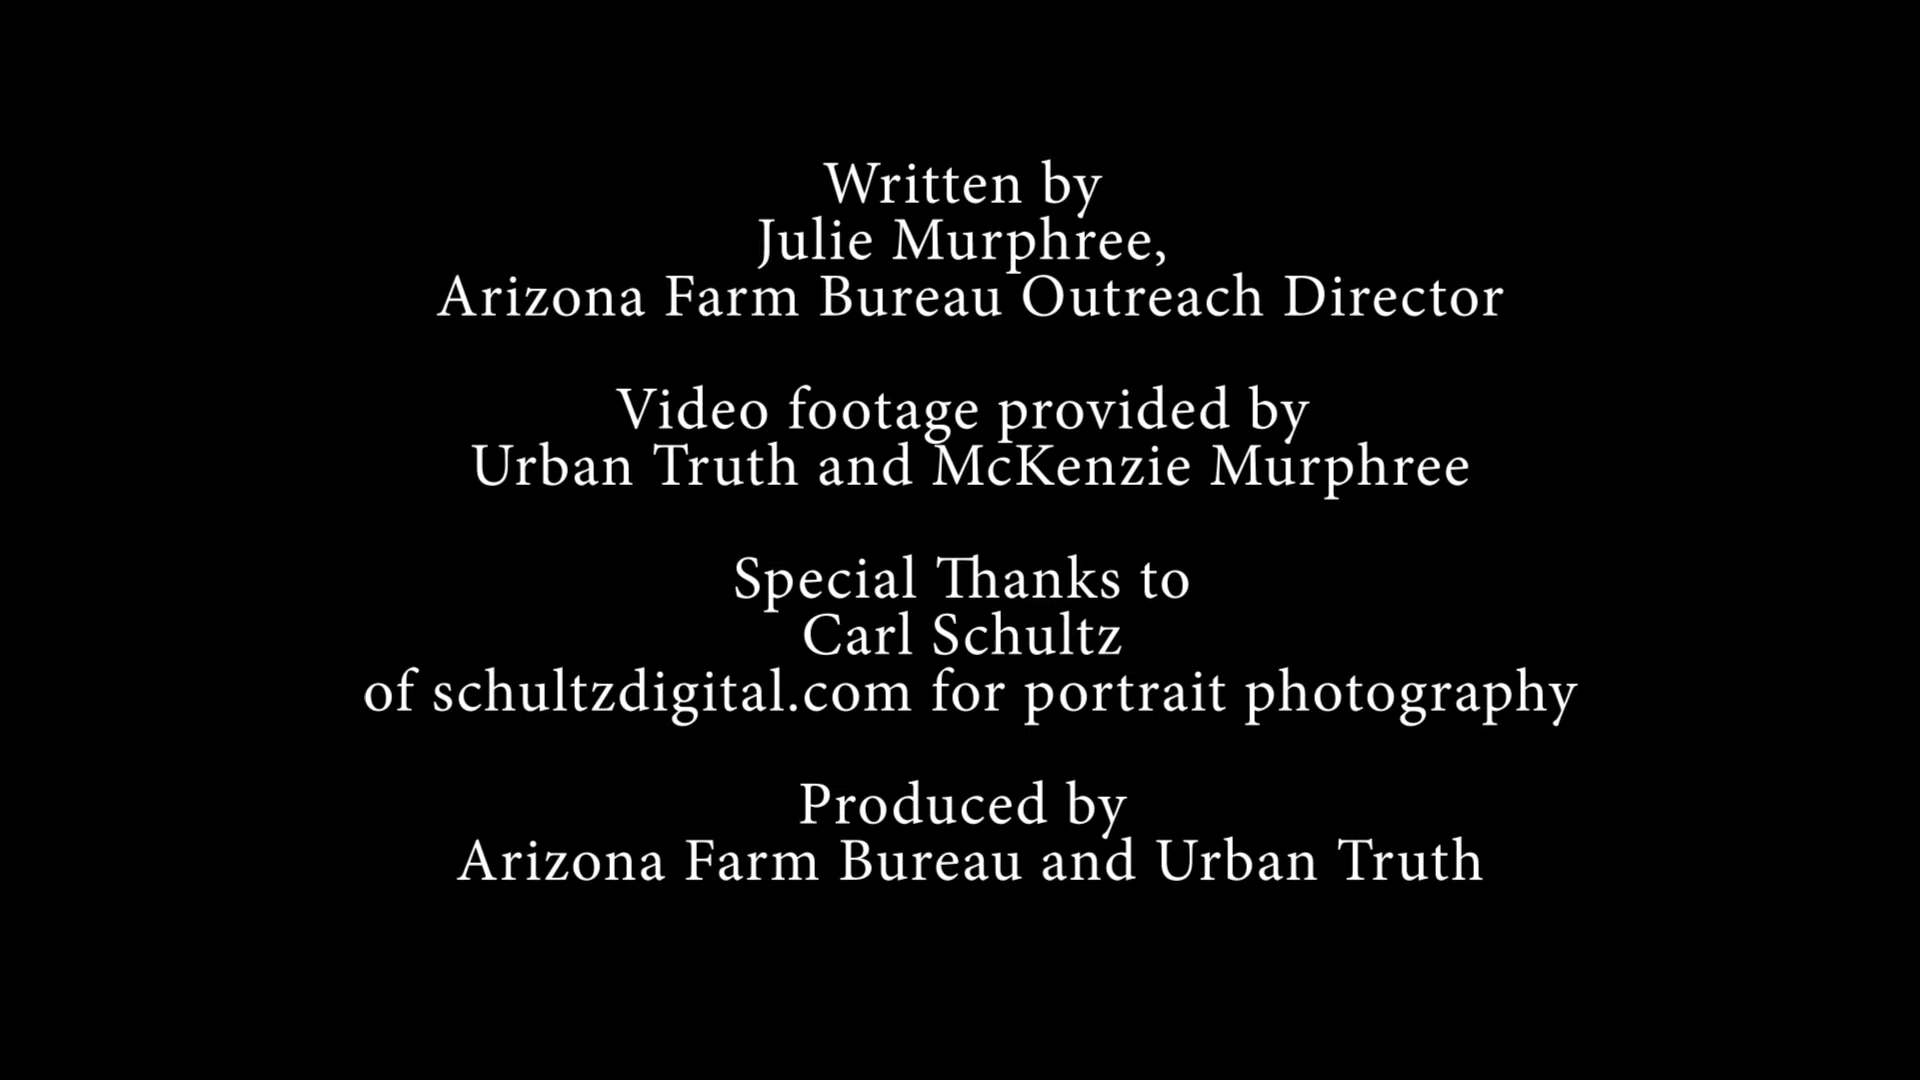 Written by
Julie Murphree,
Arizona Farm Bureau Outreach Director
Video footage provided by
Urban Truth and McKenzie Murphree
Special Thanks to
Carl Schultz
of schultzdigital.com for portrait photography
Produced by
Arizona Farm Bureau and Urban Truth